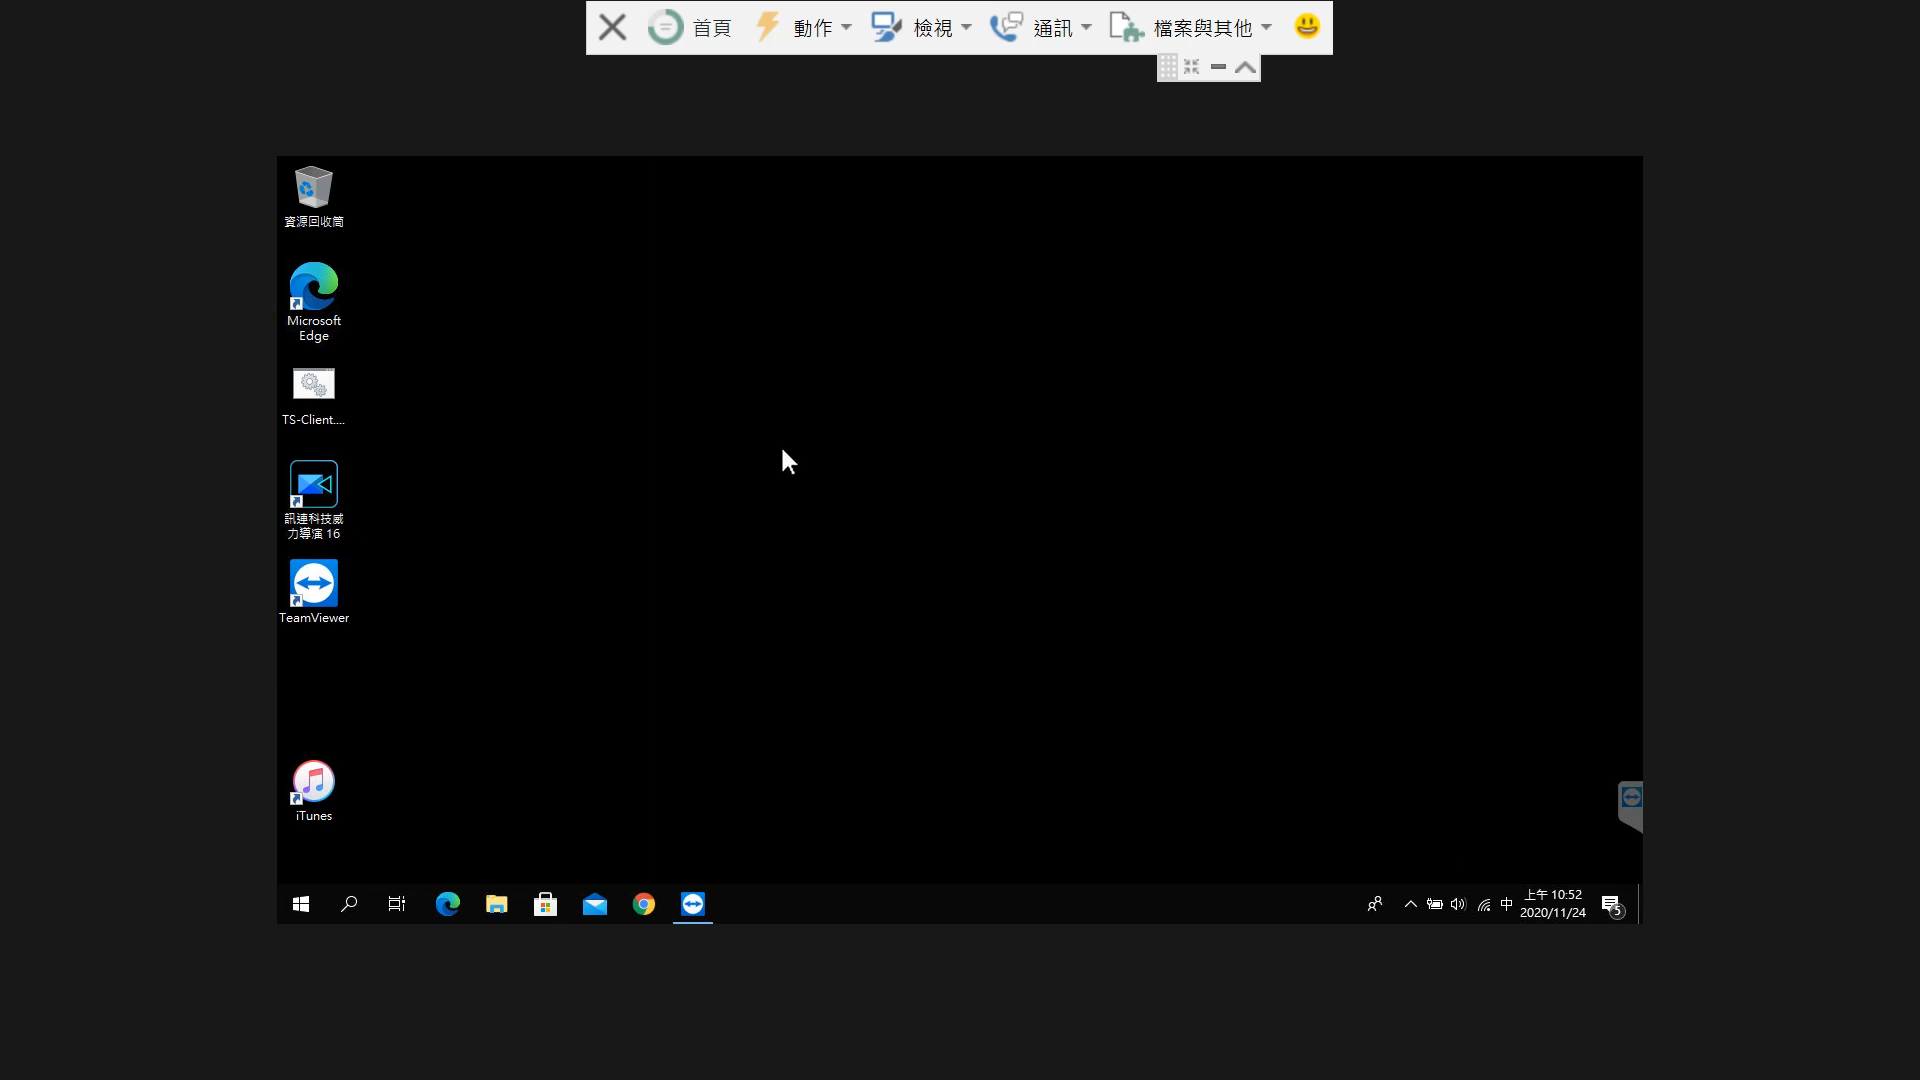 首頁
動作
檢視
通訊
檔案與其他
資源回收筒
Microsoft
Edge
TS-Client....
訊連科技威
力導演 16
TeamViewer
iTunes
中
上午 10:52
2020/11/24
5